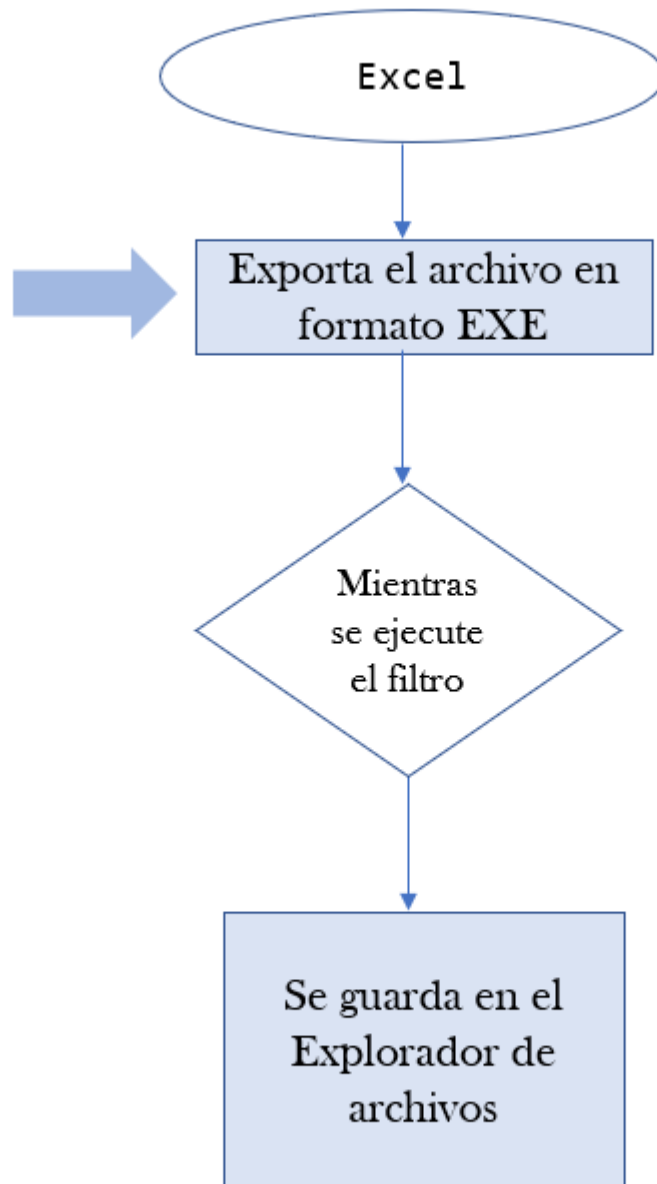 Excel
Exporta el archivo en
formato EXE
Mientras
se ejecute
el filtro
Se guarda en el
Explorador de
archivos